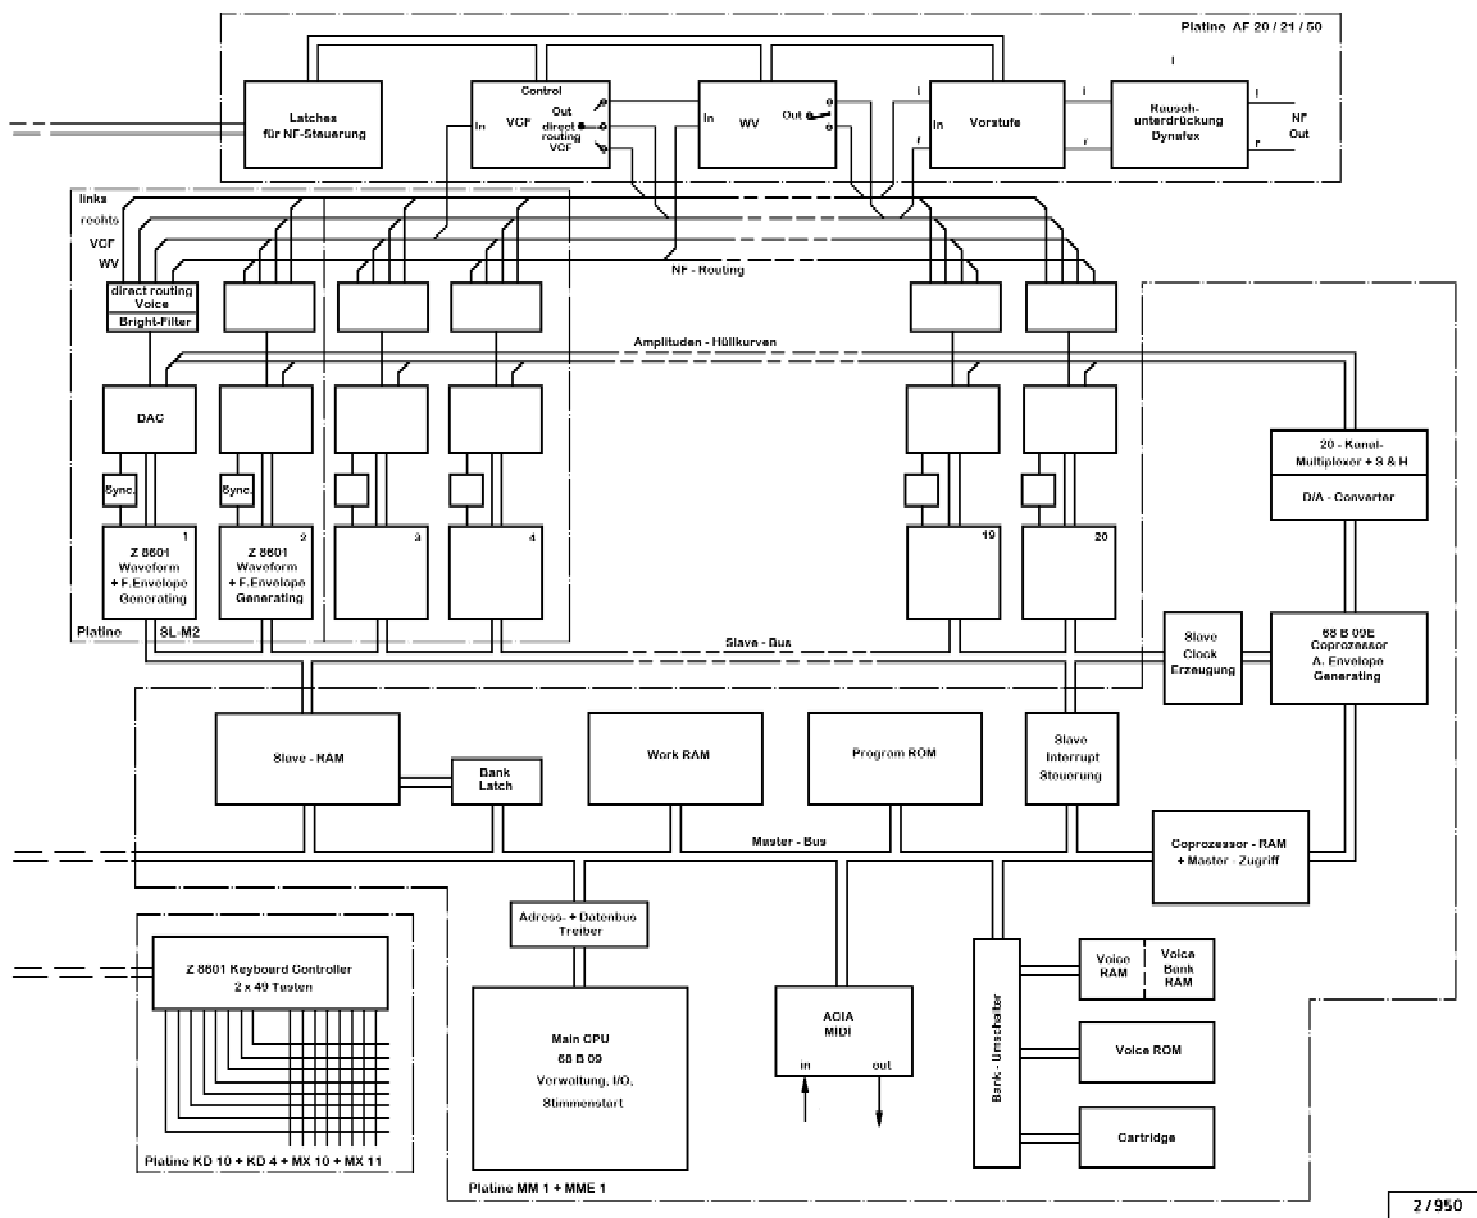 Platine AF 20 / 21 / 50
Latches
für NF-Steuerung
Control
In
VCF
Out
direct
routing
VCF
In
WV
Out
l
r
In
Vorstufe
l
r
l
Rausch-
unterdrückung
Dynafex
l
r
NF
Out
links
rechts
VCF
WV
NF - Routing
direct routing
Voice
Bright-Filter
Amplituden - Hüllkurven
DAC
20 - Kanal-
Multiplexer + S & H
D/A - Converter
Sync.
Sync.
1
Z 8601
Waveform
+ F.Envelope
Generating
2
Z 8601
Waveform
+ F.Envelope
Generating
3
4
19
20
Platine SL-M2
Slave - Bus
Slave
Clock
Erzeugung
68 B 09E
Coprozessor
A. Envelope
Generating
Slave - RAM
Bank
Latch
Work RAM
Program ROM
Slave
Interrupt
Steuerung
Master - Bus
Coprozessor - RAM
+ Master - Zugriff
Adress- + Datenbus
Treiber
Z 8601 Keyboard Controller
2 x 49 Tasten
Platine KD 10 + KD 4 + MX 10 + MX 11
Main CPU
68 B 09
Verwaltung, I/O,
Stimmenstart
ACIA
MIDI
in
out
Bank - Umschalter
Voice
RAM
Voice
Bank
RAM
Voice ROM
Cartridge
Platine MM 1 + MME 1
2 / 950